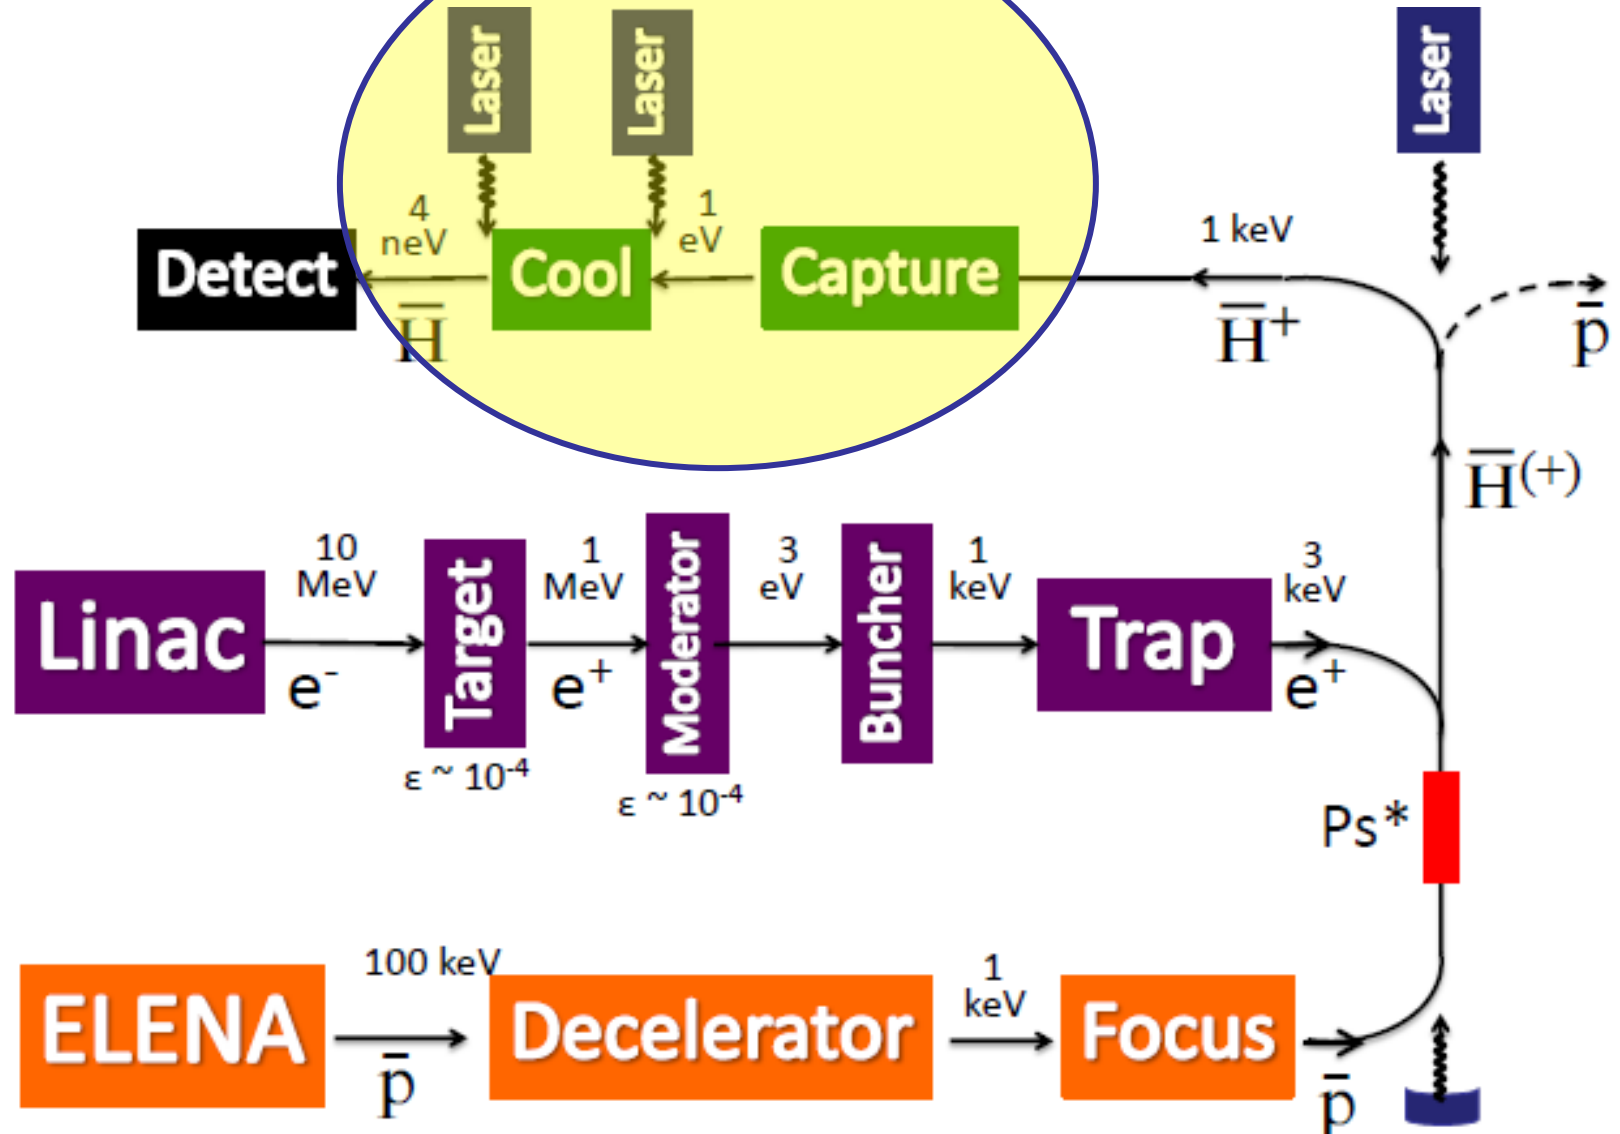 Laser
Laser
Laser
4
neV
1
eV
1 keV
Detect
Cool
Capture
H̅
H̅⁺
p̅
H̅⁽⁺⁾
10
MeV
1
MeV
3
eV
1
keV
3
keV
Linac
Target
Moderator
Buncher
Trap
e⁻
e⁺
e⁺
ε ~ 10⁻⁴
ε ~ 10⁻⁴
Ps*
100 keV
1
keV
ELENA
Decelerator
Focus
p̅
p̅